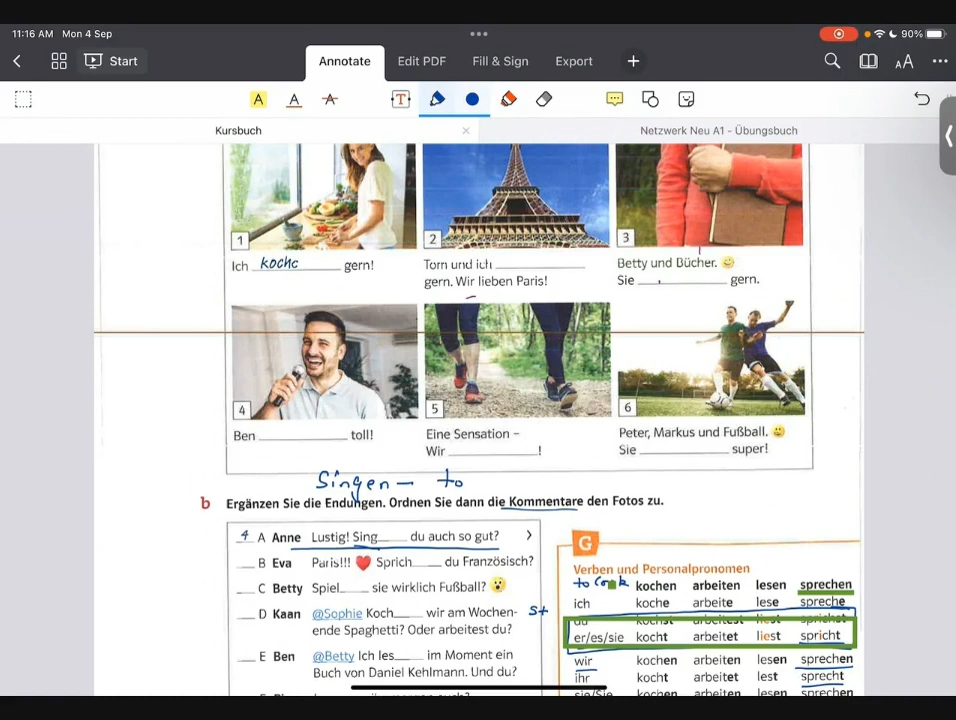 11:16 AM Mon 4 Sep
90%
Start
Annotate
Edit PDF
Fill & Sign
Export
Kursbuch
Netzwerk Neu A1 - Übungsbuch
1
2
3
Ich koche gern!
Tom und ich
gern. Wir lieben Paris!
Betty und Bücher.
Sie gern.
4
5
6
Ben toll!
Eine Sensation –
Wir !
Peter, Markus und Fußball.
Sie super!
Singen – to
b Ergänzen Sie die Endungen. Ordnen Sie dann die Kommentare den Fotos zu.
4 A Anne Lustig! Sing du auch so gut?
B Eva Paris!!! ❤ Sprich du Französisch?
C Betty Spiel sie wirklich Fußball?
D Kaan @Sophie Koch wir am Wochen-
ende Spaghetti? Oder arbeitest du?
E Ben @Betty Ich les im Moment ein
Buch von Daniel Kehlmann. Und du?
G
Verben und Personalpronomen
to Cook kochen arbeiten lesen sprechen
ich koche arbeite lese spreche
st du kochst arbeitest liest sprichst
er/es/sie kocht arbeitet liest spricht
wir kochen arbeiten lesen sprechen
ihr kocht arbeitet lest sprecht
sie/Sie kochen arbeiten lesen sprechen